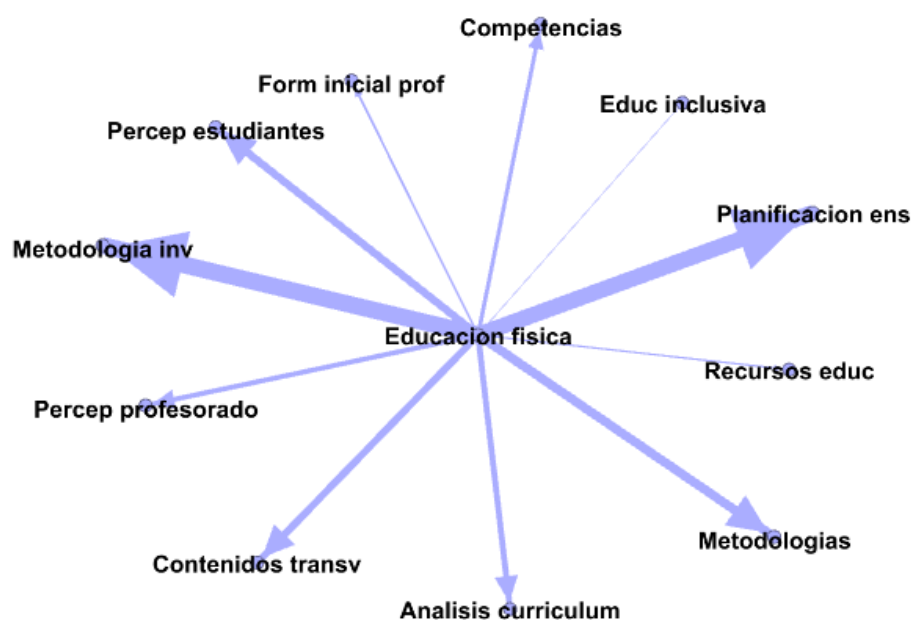 Competencias
Form inicial prof
Educ inclusiva
Percep estudiantes
Planificacion ens
Metodologia inv
Educacion fisica
Recursos educ
Percep profesorado
Metodologias
Contenidos transv
Analisis curriculum